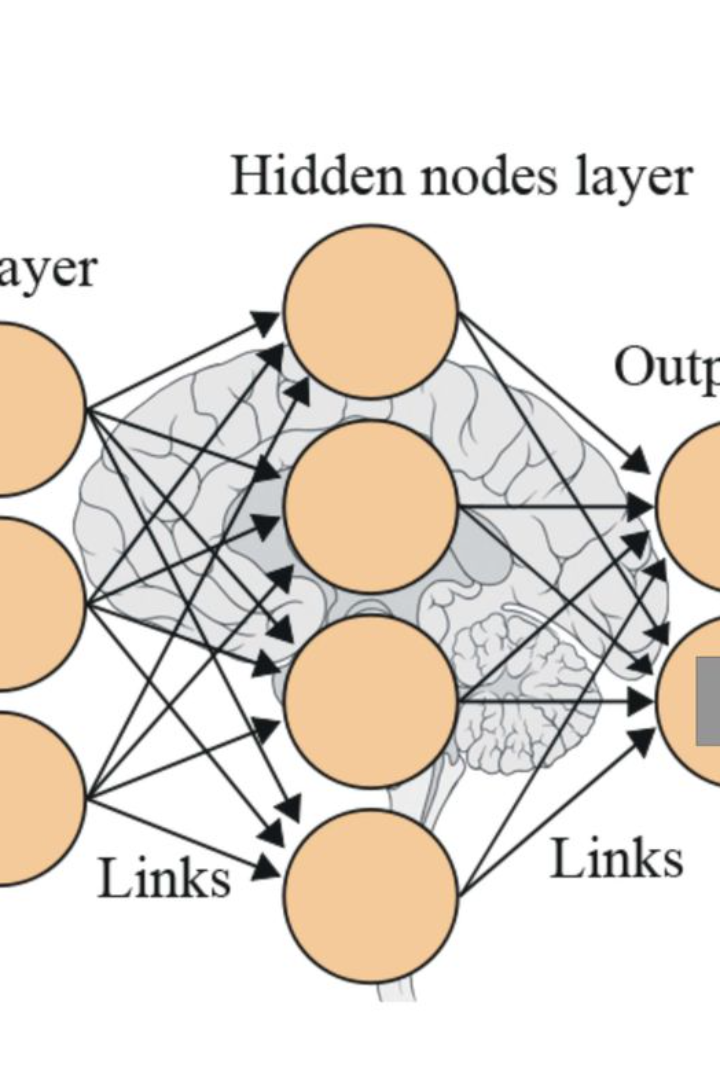 Hidden nodes layer
ayer
Outp
Links
Links